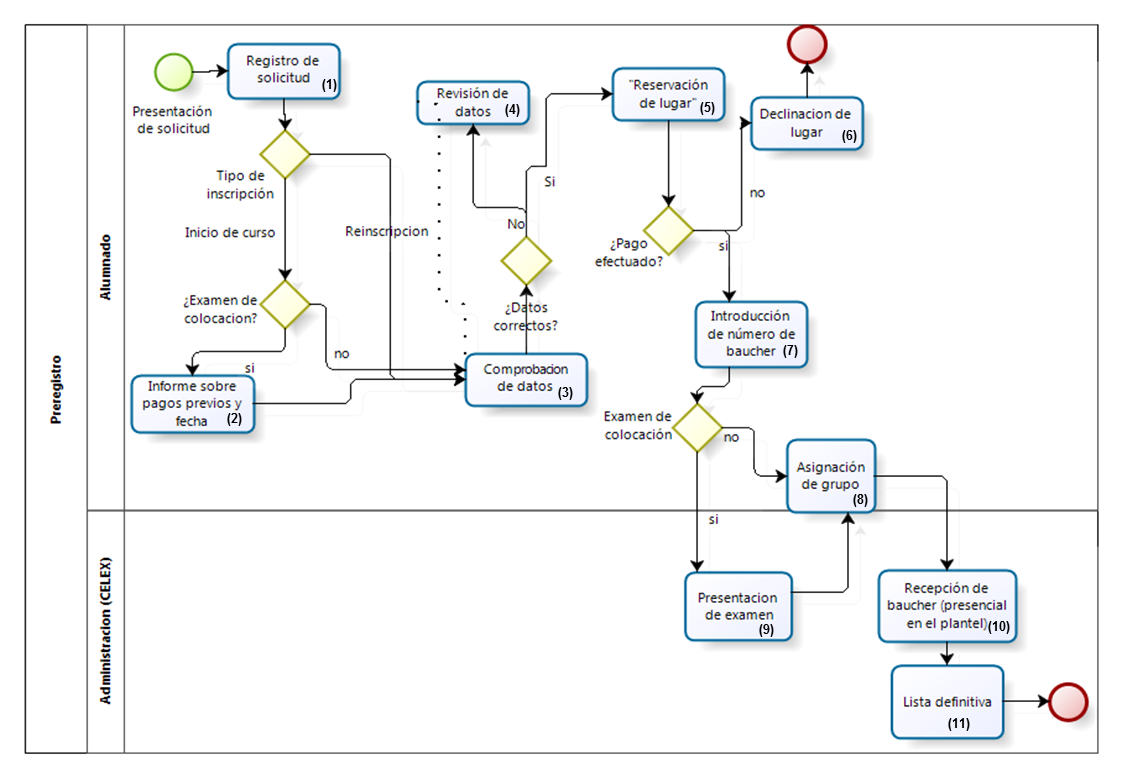 Preregistro
Alumnado
Administracion (CELEX)
Presentación
de solicitud
Registro de
solicitud
(1)
Tipo de
inscripción
Inicio de curso
Reinscripcion
¿Examen de
colocacion?
si
no
Informe sobre
pagos previos y
fecha
(2)
Comprobacion
de datos
(3)
¿Datos
correctos?
No
Si
Revisión de
datos
(4)
"Reservación
de lugar"
(5)
¿Pago
efectuado?
no
si
Declinacion de
lugar
(6)
Introducción
de número de
baucher
(7)
Examen de
colocación
no
si
Asignación
de grupo
(8)
Presentacion
de examen
(9)
Recepción de
baucher (presencial
en el plantel)
(10)
Lista definitiva
(11)